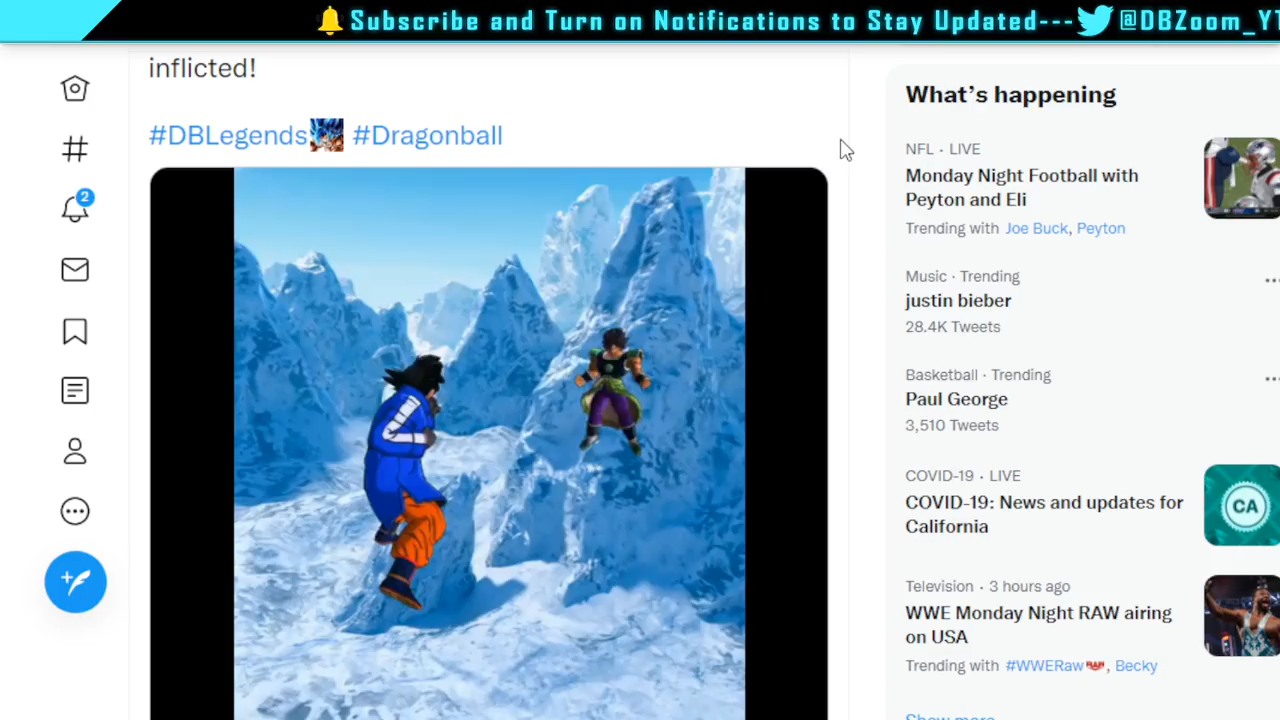 Subscribe and Turn on Notifications to Stay Updated---
@DBZoom_YT
inflicted!
#DBLegends #Dragonball
2
What's happening
NFL · LIVE
Monday Night Football with
Peyton and Eli
Trending with Joe Buck, Peyton
Music · Trending
justin bieber
28.4K Tweets
Basketball · Trending
Paul George
3,510 Tweets
COVID-19 · LIVE
COVID-19: News and updates for
California
CA
Television · 3 hours ago
WWE Monday Night RAW airing
on USA
Trending with #WWERaw, Becky
Show more